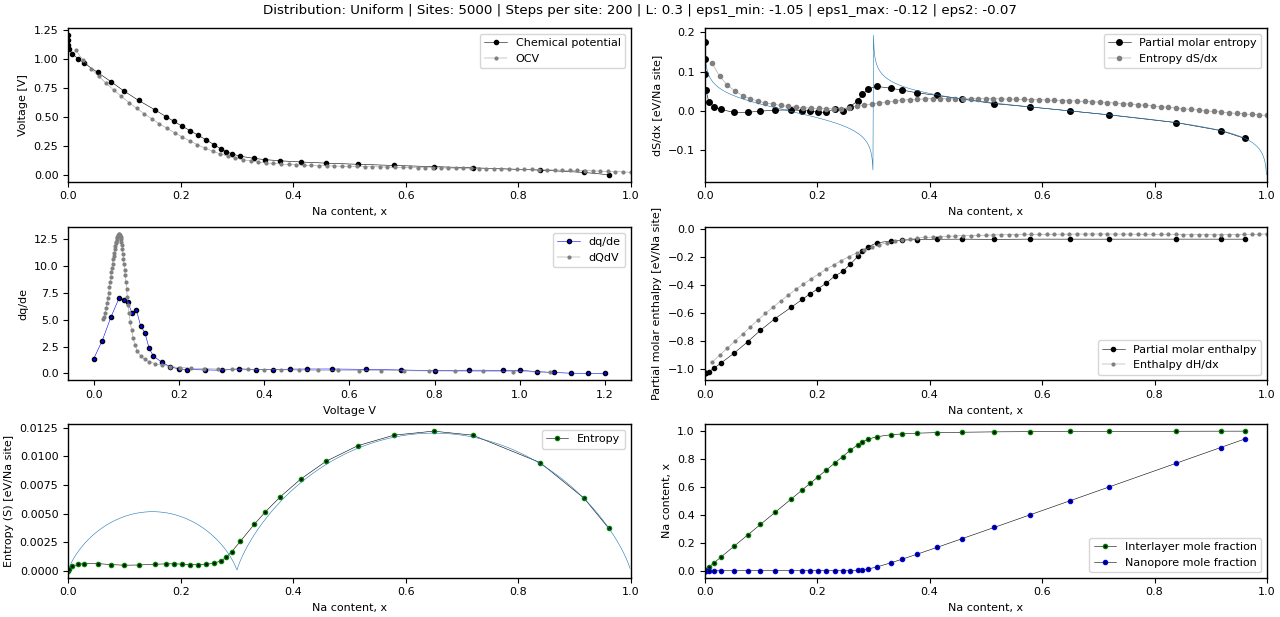 Distribution: Uniform | Sites: 5000 | Steps per site: 200 | L: 0.3 | eps1_min: -1.05 | eps1_max: -0.12 | eps2: -0.07
Voltage [V]
1.25
1.00
0.75
0.50
0.25
0.00
Chemical potential
OCV
0.0 0.2 0.4 0.6 0.8 1.0
Na content, x
dS/dx [eV/Na site]
0.2
0.1
0.0
−0.1
Partial molar entropy
Entropy dS/dx
0.0 0.2 0.4 0.6 0.8 1.0
Na content, x
dq/de
12.5
10.0
7.5
5.0
2.5
0.0
dq/de
dQdV
0.0 0.2 0.4 0.6 0.8 1.0 1.2
Voltage V
Partial molar enthalpy [eV/Na site]
0.0
−0.2
−0.4
−0.6
−0.8
−1.0
Partial molar enthalpy
Enthalpy dH/dx
0.0 0.2 0.4 0.6 0.8 1.0
Na content, x
Entropy (S) [eV/Na site]
0.0125
0.0100
0.0075
0.0050
0.0025
0.0000
Entropy
0.0 0.2 0.4 0.6 0.8 1.0
Na content, x
Na content, x
1.0
0.8
0.6
0.4
0.2
0.0
Interlayer mole fraction
Nanopore mole fraction
0.0 0.2 0.4 0.6 0.8 1.0
Na content, x